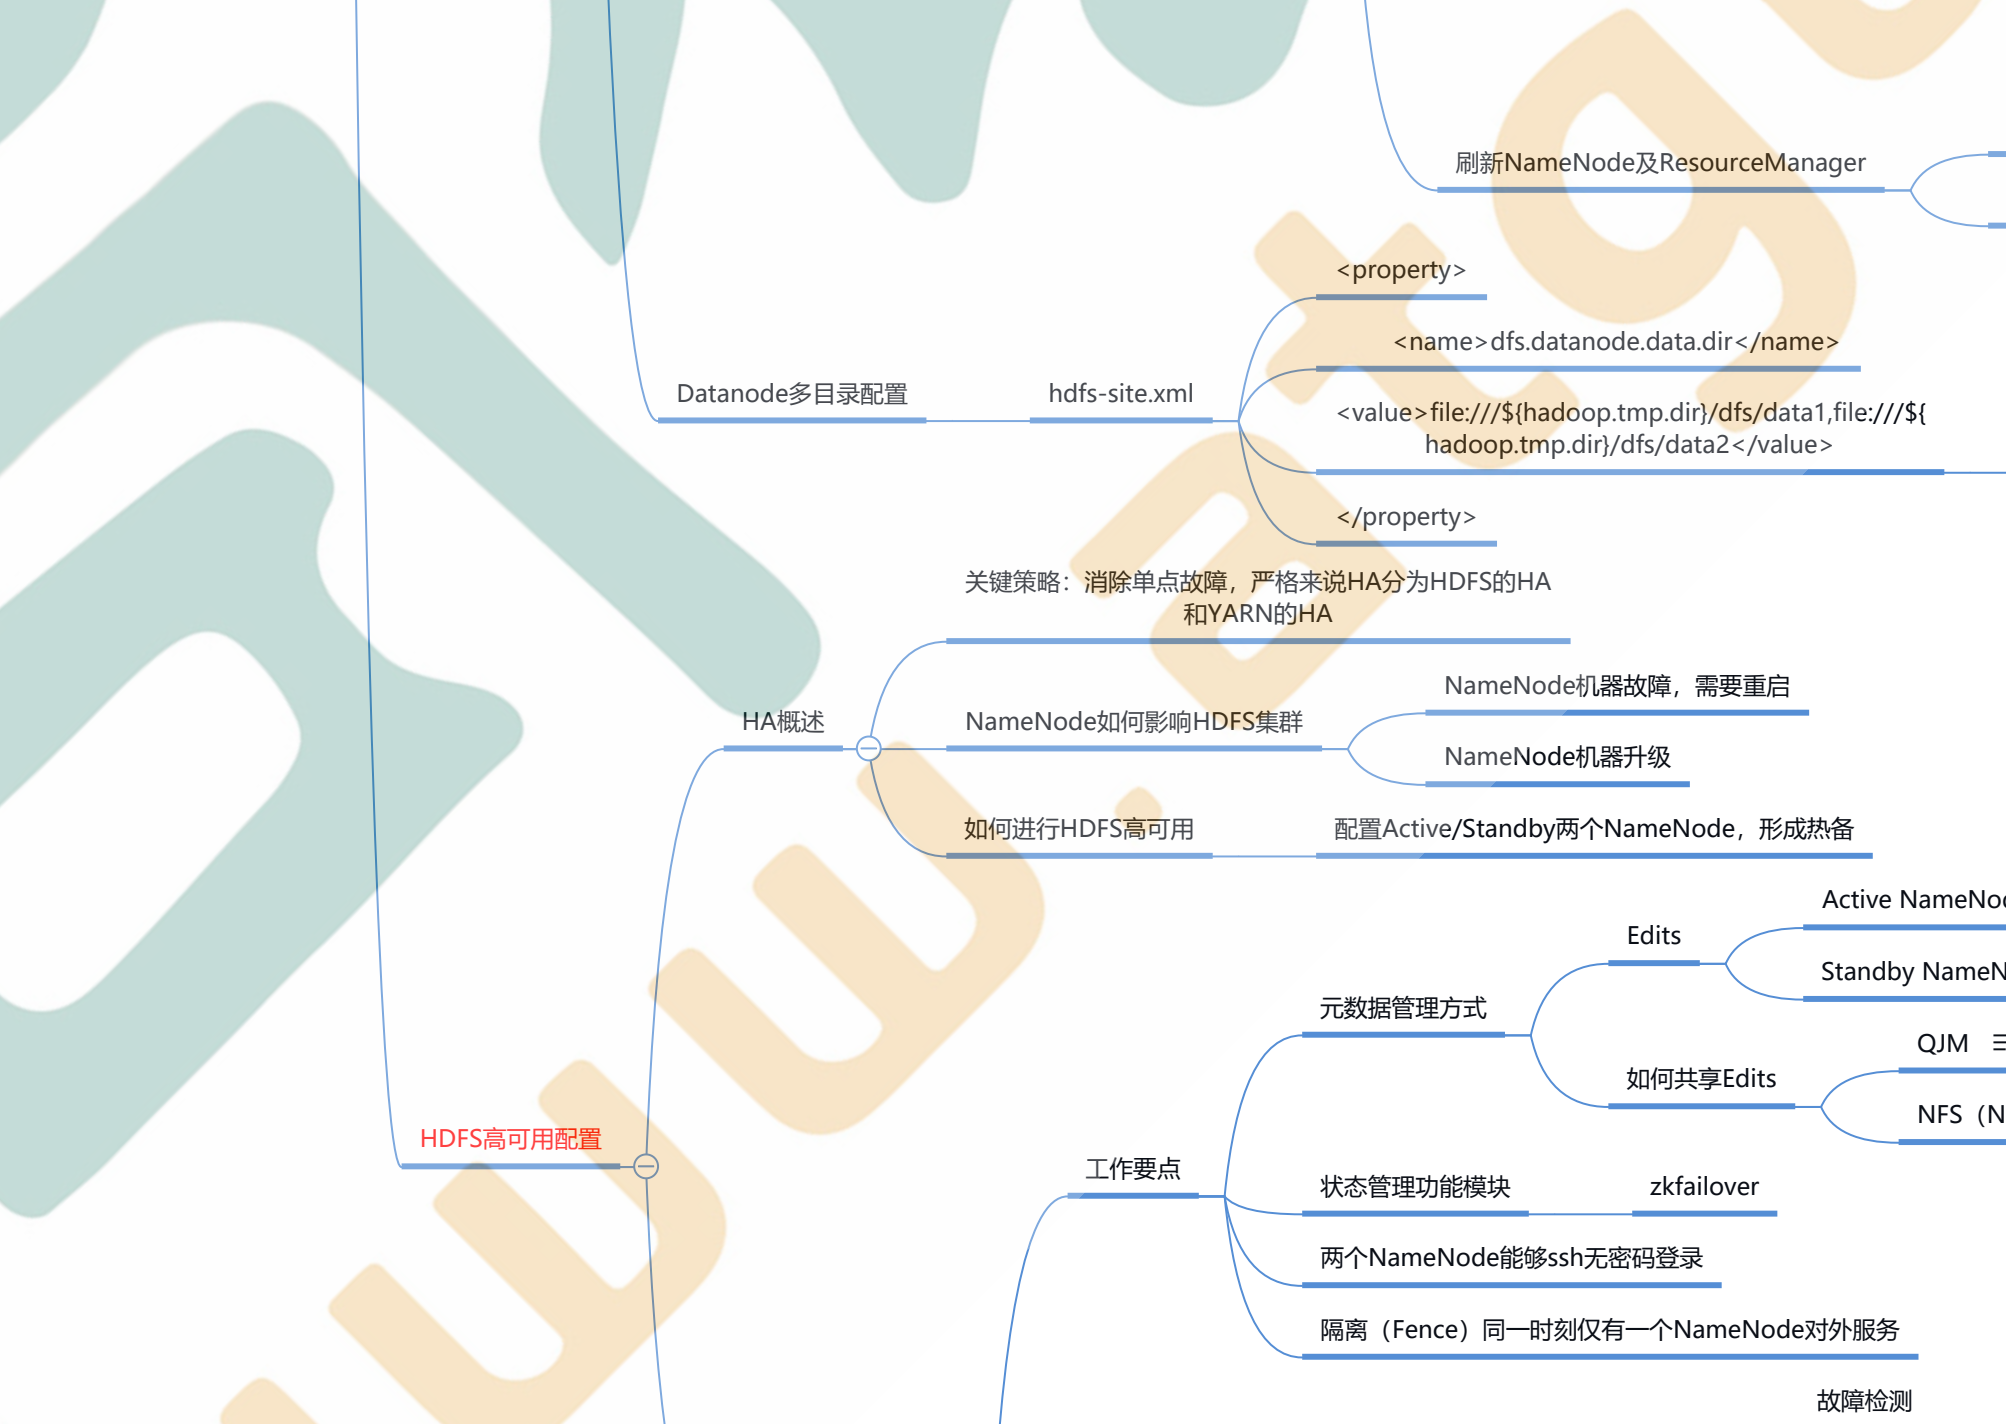 刷新NameNode及ResourceManager
<property>
<name>dfs.datanode.data.dir</name>
Datanode多目录配置
hdfs-site.xml
<value>file:///${hadoop.tmp.dir}/dfs/data1,file:///${
hadoop.tmp.dir}/dfs/data2</value>
</property>
关键策略：消除单点故障，严格来说HA分为HDFS的HA
和YARN的HA
HA概述
NameNode如何影响HDFS集群
NameNode机器故障，需要重启
NameNode机器升级
如何进行HDFS高可用
配置Active/Standby两个NameNode，形成热备
HDFS高可用配置
工作要点
元数据管理方式
Edits
Active
Standby
如何共享Edits
QJM
NFS
状态管理功能模块
zkfailover
两个NameNode能够ssh无密码登录
隔离（Fence）同一时刻仅有一个NameNode对外服务
故障检测
www.atg